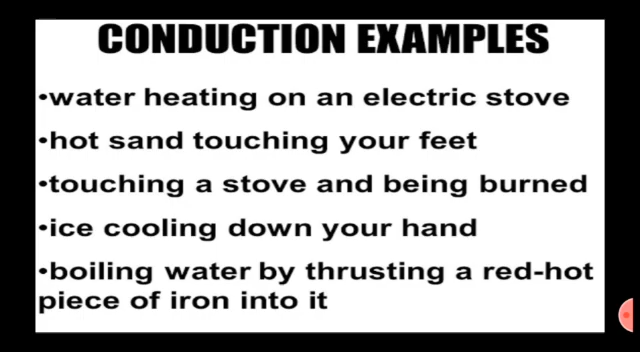 CONDUCTION EXAMPLES
•water heating on an electric stove
•hot sand touching your feet
•touching a stove and being burned
•ice cooling down your hand
•boiling water by thrusting a red-hot
piece of iron into it